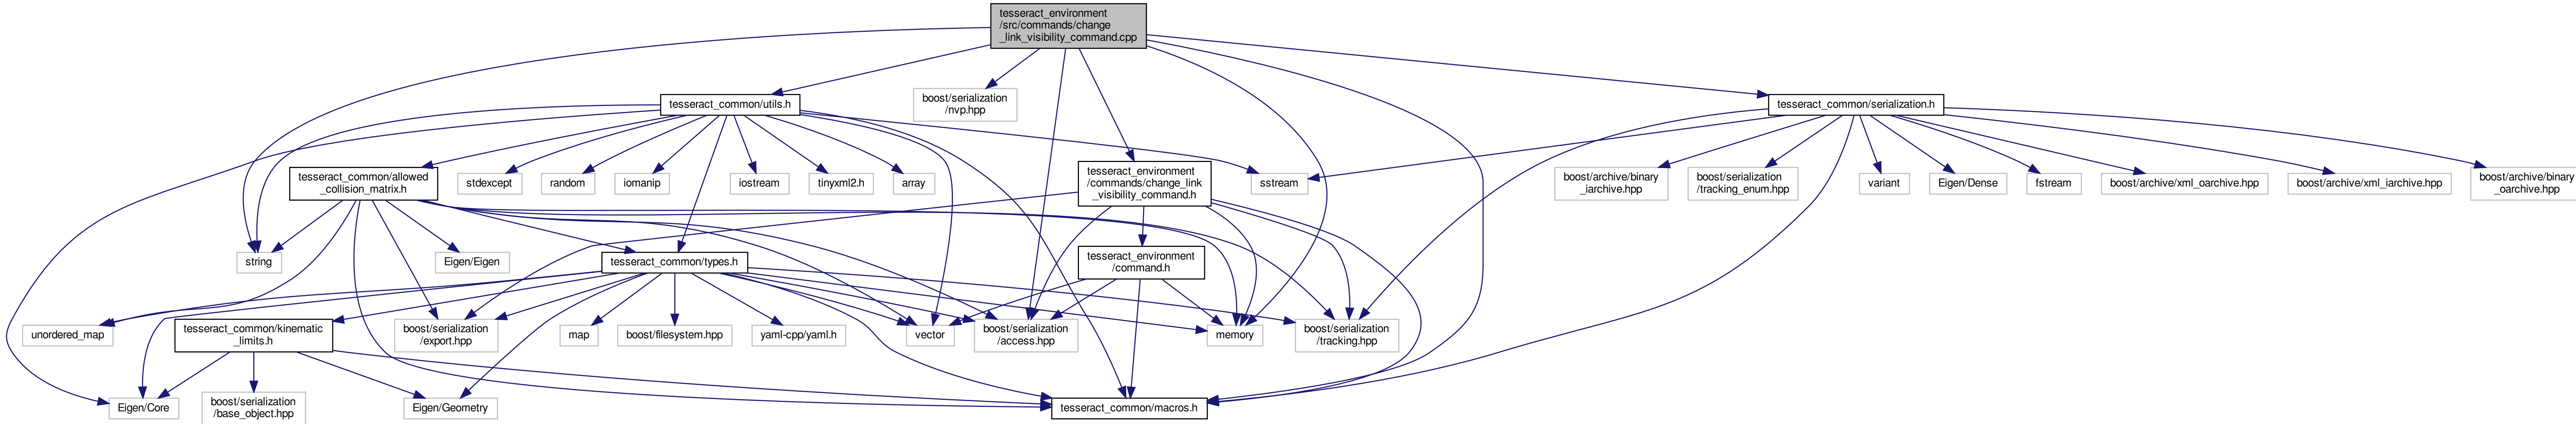 tesseract_environment
/src/commands/change
_link_visibility_command.cpp
tesseract_common/utils.h
boost/serialization
/nvp.hpp
tesseract_common/serialization.h
tesseract_common/allowed
_collision_matrix.h
stdexcept
random
iomanip
iostream
tinyxml2.h
array
tesseract_environment
/commands/change_link
_visibility_command.h
sstream
boost/archive/binary
_iarchive.hpp
boost/serialization
/tracking_enum.hpp
variant
Eigen/Dense
fstream
boost/archive/xml_oarchive.hpp
boost/archive/xml_iarchive.hpp
boost/archive/binary
_oarchive.hpp
string
Eigen/Eigen
tesseract_common/types.h
tesseract_environment
/command.h
unordered_map
tesseract_common/kinematic
_limits.h
boost/serialization
/export.hpp
map
boost/filesystem.hpp
yaml-cpp/yaml.h
vector
boost/serialization
/access.hpp
memory
boost/serialization
/tracking.hpp
Eigen/Core
boost/serialization
/base_object.hpp
Eigen/Geometry
tesseract_common/macros.h